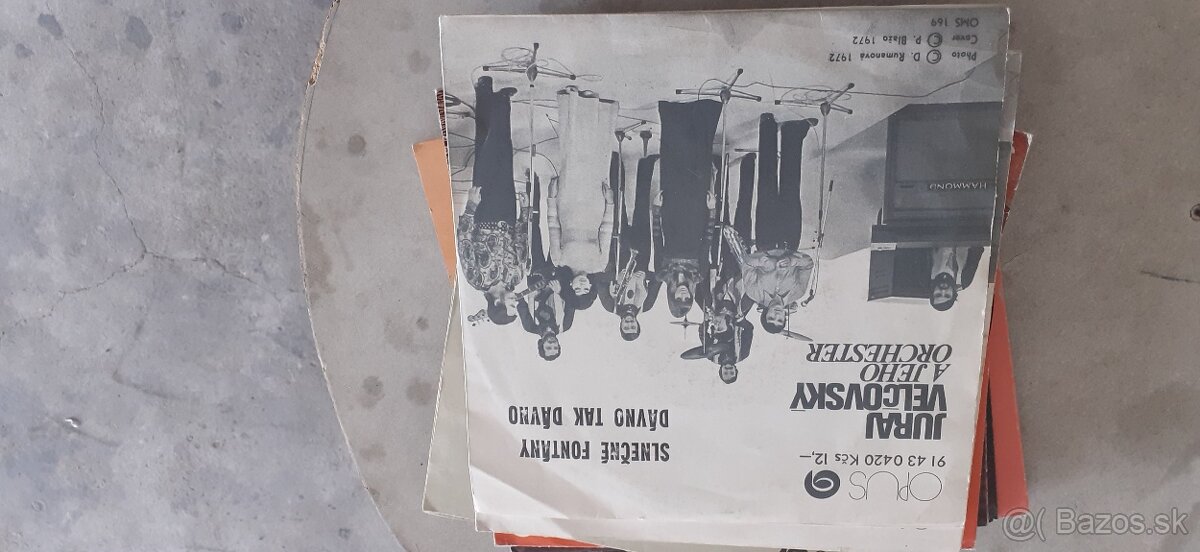 OPUS
91 43 0420 Kčs 12,—
JURAJ
VELČOVSKÝ
A JEHO
ORCHESTER
SLNEČNÉ FONTÁNY
DÁVNO TAK DÁVNO
HAMMOND
Photo © D. Rumanová 1972
Cover © P. Blažo 1972
OMS 169
@( Bazos.sk